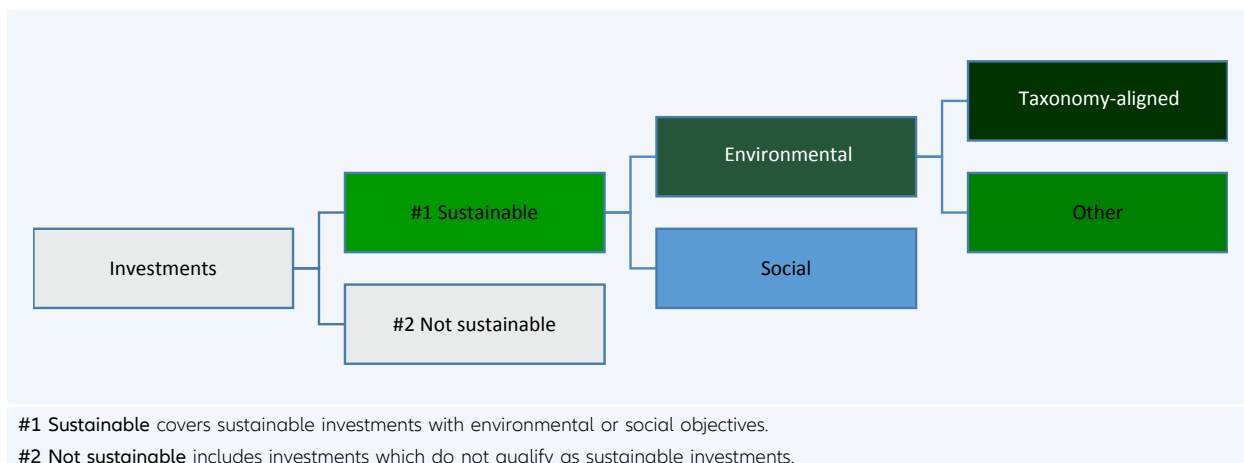 Taxonomy-aligned
Environmental
#1 Sustainable
Other
Investments
Social
#2 Not sustainable
#1 Sustainable covers sustainable investments with environmental or social objectives.
#2 Not sustainable includes investments which do not qualify as sustainable investments.